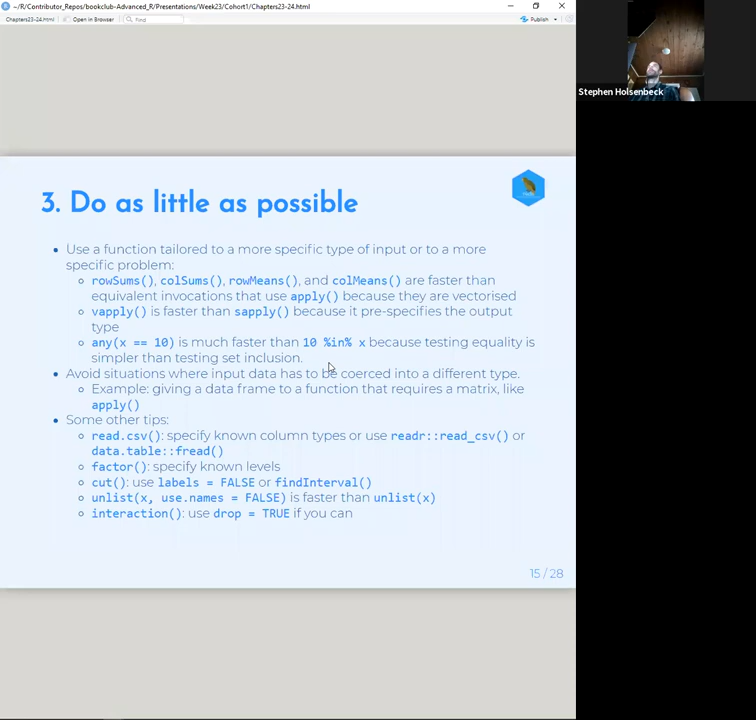 ~/R/Contributor_Repos/bookclub-Advanced_R/Presentations/Week23/Cohort1/Chapters23-24.html
Chapters23-24.html
Open in Browser
Find
Publish
Stephen Holsenbeck
3. Do as little as possible
Use a function tailored to a more specific type of input or to a more
specific problem:
rowSums(), colSums(), rowMeans(), and colMeans() are faster than
equivalent invocations that use apply() because they are vectorised
vapply() is faster than sapply() because it pre-specifies the output
type
any(x == 10) is much faster than 10 %in% x because testing equality is
simpler than testing set inclusion.
Avoid situations where input data has to be coerced into a different type.
Example: giving a data frame to a function that requires a matrix, like
apply()
Some other tips:
read.csv(): specify known column types or use readr::read_csv() or
data.table::fread()
factor(): specify known levels
cut(): use labels = FALSE or findInterval()
unlist(x, use.names = FALSE) is faster than unlist(x)
interaction(): use drop = TRUE if you can
15 / 28